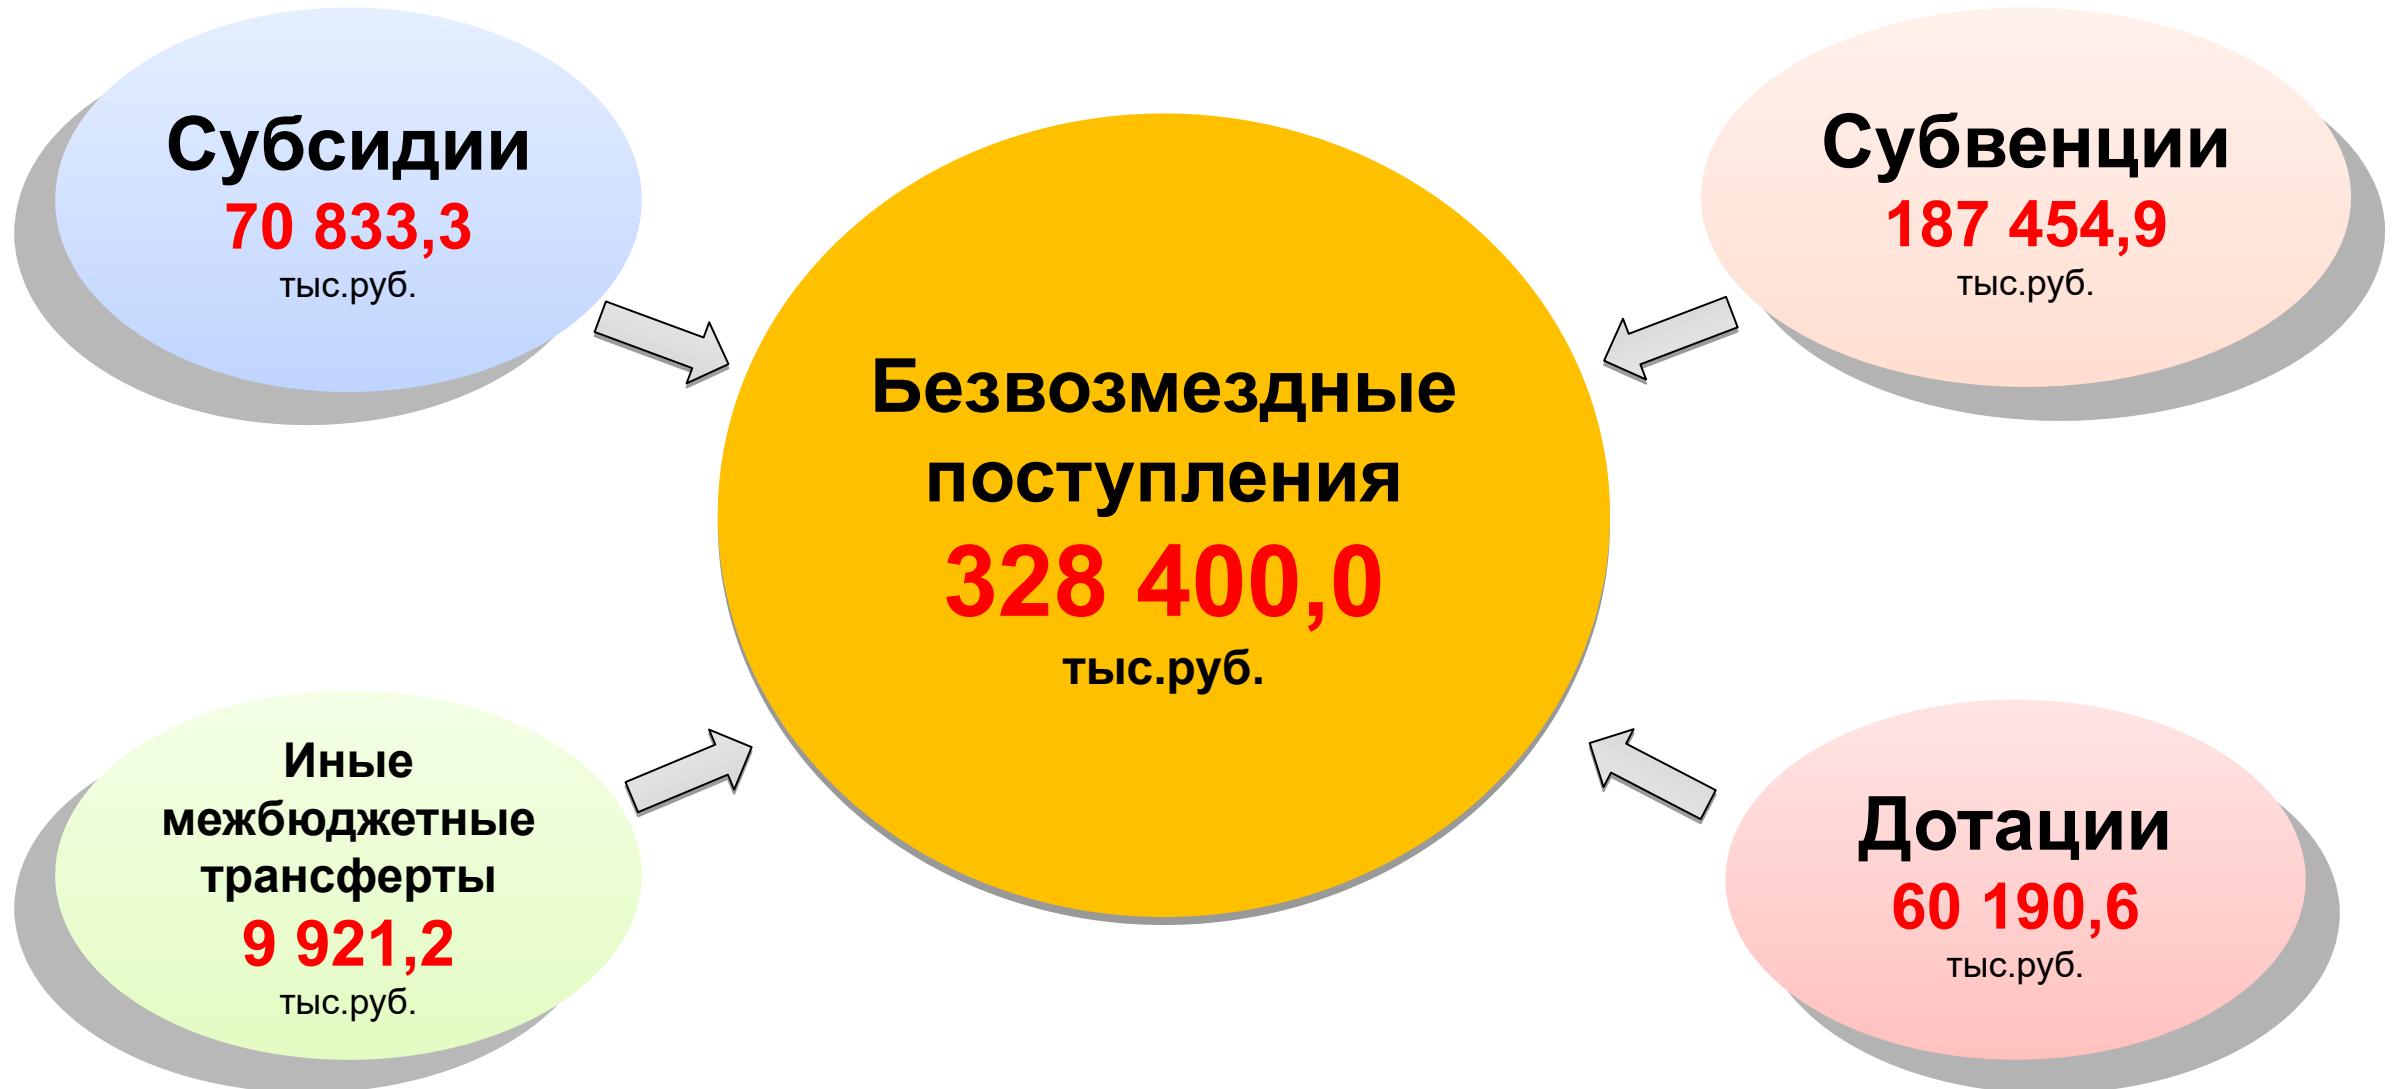 Субсидии
70 833,3
тыс.руб.
Субвенции
187 454,9
тыс.руб.
Безвозмездные
поступления
328 400,0
тыс.руб.
Иные
межбюджетные
трансферты
9 921,2
тыс.руб.
Дотации
60 190,6
тыс.руб.